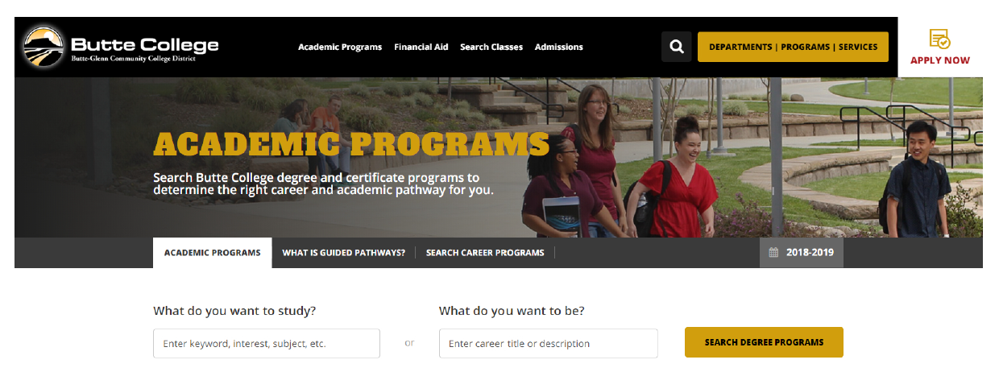 Butte College
Butte-Glenn Community College District
Academic Programs Financial Aid Search Classes Admissions
DEPARTMENTS | PROGRAMS | SERVICES
APPLY NOW
ACADEMIC PROGRAMS
Search Butte College degree and certificate programs to
determine the right career and academic pathway for you.
ACADEMIC PROGRAMS
WHAT IS GUIDED PATHWAYS?
SEARCH CAREER PROGRAMS
2018-2019
What do you want to study?
Enter keyword, interest, subject, etc.
or
What do you want to be?
Enter career title or description
SEARCH DEGREE PROGRAMS